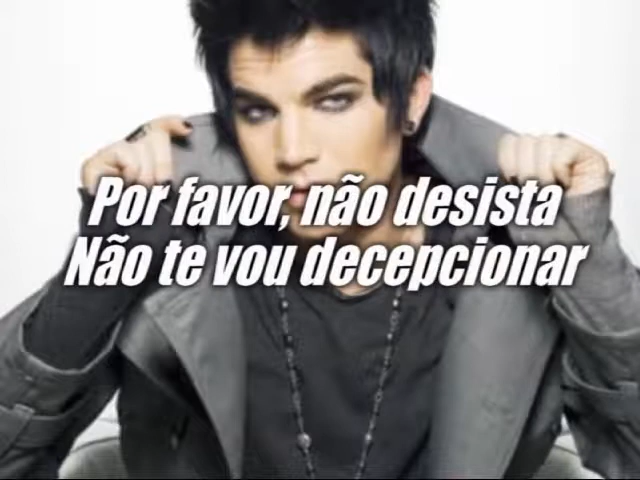 Por favor, não desista
Não te vou decepcionar